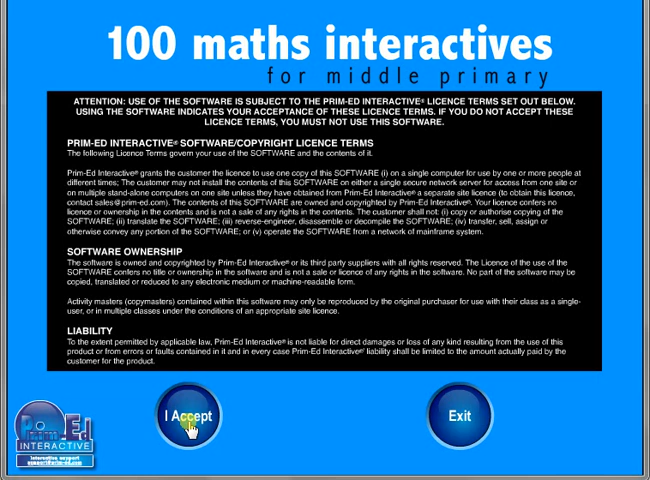 100 maths interactives
for middle primary
ATTENTION: USE OF THE SOFTWARE IS SUBJECT TO THE PRIM-ED INTERACTIVE® LICENCE TERMS SET OUT BELOW.
USING THE SOFTWARE INDICATES YOUR ACCEPTANCE OF THESE LICENCE TERMS. IF YOU DO NOT ACCEPT THESE
LICENCE TERMS, YOU MUST NOT USE THIS SOFTWARE.
PRIM-ED INTERACTIVE® SOFTWARE/COPYRIGHT LICENCE TERMS
The following Licence Terms govern your use of the SOFTWARE and the contents of it.
Prim-Ed Interactive® grants the customer the licence to use one copy of this SOFTWARE (i) on a single computer for use by one or more people at
different times; The customer may not install the contents of this SOFTWARE on either a single secure network server for access from one site or
on multiple stand-alone computers on one site unless they have obtained from Prim-Ed Interactive® a separate site licence (to obtain this licence,
contact sales@prim-ed.com). The contents of this SOFTWARE are owned and copyrighted by Prim-Ed Interactive®. Your licence confers no
licence or ownership in the contents and is not a sale of any rights in the contents. The customer shall not: (i) copy or authorise copying of the
SOFTWARE; (ii) translate the SOFTWARE; (iii) reverse-engineer, disassemble or decompile the SOFTWARE; (iv) transfer, sell, assign or
otherwise convey any portion of the SOFTWARE; or (v) operate the SOFTWARE from a network of mainframe system.
SOFTWARE OWNERSHIP
The software is owned and copyrighted by Prim-Ed Interactive® or its third party suppliers with all rights reserved. The Licence of the use of the
SOFTWARE confers no title or ownership in the software and is not a sale or licence of any rights in the software. No part of the software may be
copied, translated or reduced to any electronic medium or machine-readable form.
Activity masters (copymasters) contained within this software may only be reproduced by the original purchaser for use with their class as a single-
user, or in multiple classes under the conditions of an appropriate site licence.
LIABILITY
To the extent permitted by applicable law, Prim-Ed Interactive® is not liable for direct damages or loss of any kind resulting from the use of this
product or from errors or faults contained in it and in every case Prim-Ed Interactive®' liability shall be limited to the amount actually paid by the
customer for the product.
I Accept
Exit
Prim-Ed
INTERACTIVE
Interactive support